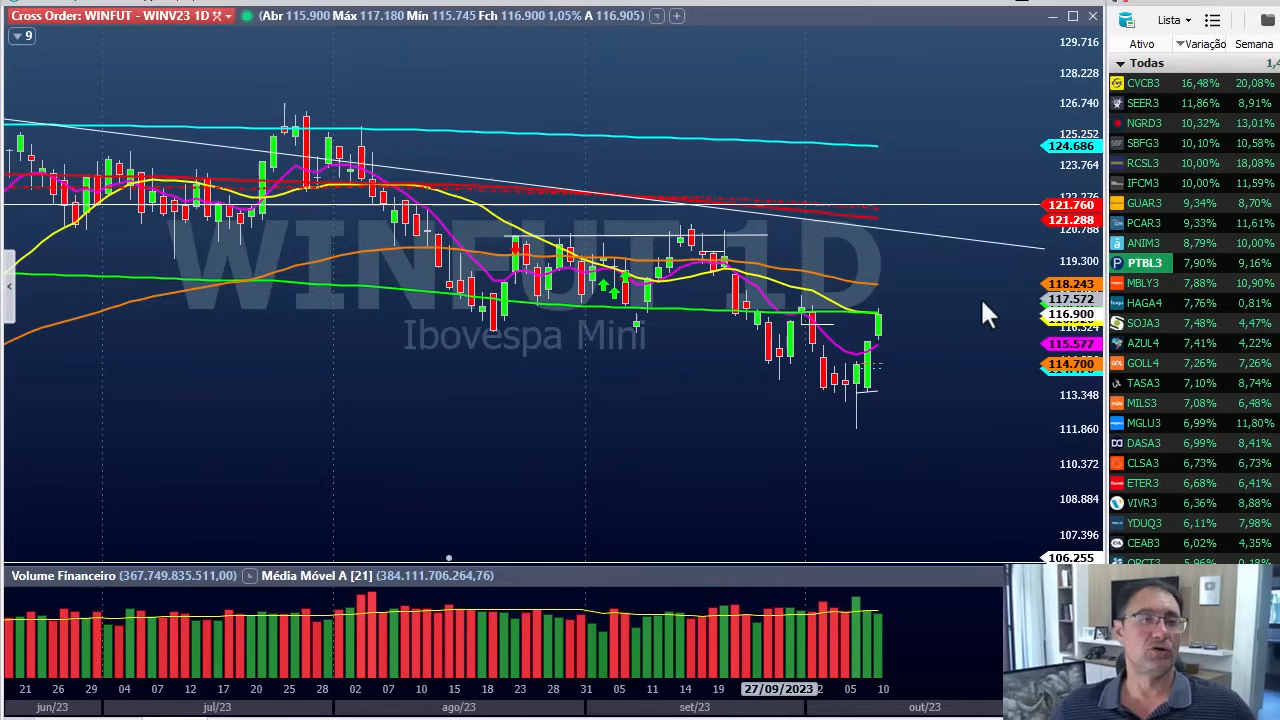 Cross Order: WINFUT - WINV23 1D (Abr 115.900 Máx 117.180 Mín 115.745 Fch 116.900 1,05% A 116.905)
9
WINFUT 1D
Ibovespa Mini
129.716
128.228
126.740
125.252
124.686
123.764
121.760
121.288
120.788
119.300
118.243
117.572
116.900
116.324
115.577
114.700
113.348
111.860
110.372
108.884
107.396
106.255
Volume Financeiro (367.749.835.511,00) Média Móvel A [21] (384.111.706.264,76)
21 26 29 04 07 12 17 20 25 28 02 07 10 15 18 23 28 31 05 11 14 19 27/09/2023 2 05 10
jun/23 jul/23 ago/23 set/23 out/23
Lista
Ativo Variação Semana
Todas 1,4
CVCB3 16,48% 20,08%
SEER3 11,86% 8,91%
NGRD3 10,32% 13,01%
SBFG3 10,10% 10,58%
RCSL3 10,00% 18,08%
IFCM3 10,00% 11,59%
GUAR3 9,34% 8,70%
PCAR3 9,33% 11,61%
ANIM3 8,79% 10,00%
PTBL3 7,90% 9,16%
MBLY3 7,88% 10,90%
HAGA4 7,76% 0,81%
SOJA3 7,48% 4,47%
AZUL4 7,41% 4,22%
GOLL4 7,26% 7,26%
TASA3 7,10% 8,74%
MILS3 7,08% 6,48%
MGLU3 6,99% 11,80%
DASA3 6,99% 8,41%
CLSA3 6,73% 6,73%
ETER3 6,68% 6,41%
VIVR3 6,36% 8,88%
YDUQ3 6,11% 7,98%
CEAB3 6,02% 4,35%